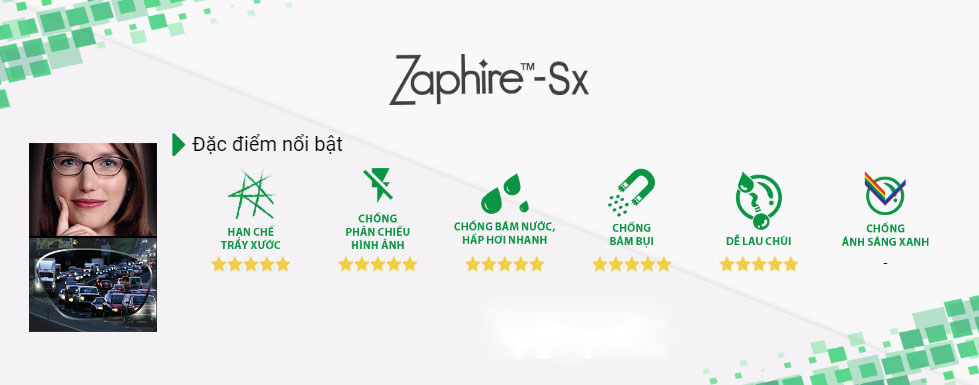 Zaphire™-Sx
Đặc điểm nổi bật
HẠN CHẾ
TRẦY XƯỚC
CHỐNG
PHẢN CHIẾU
HÌNH ẢNH
CHỐNG BÁM NƯỚC,
HẤP HƠI NHANH
CHỐNG
BÁM BỤI
DỄ LAU CHÙI
CHỐNG
ÁNH SÁNG XANH
-